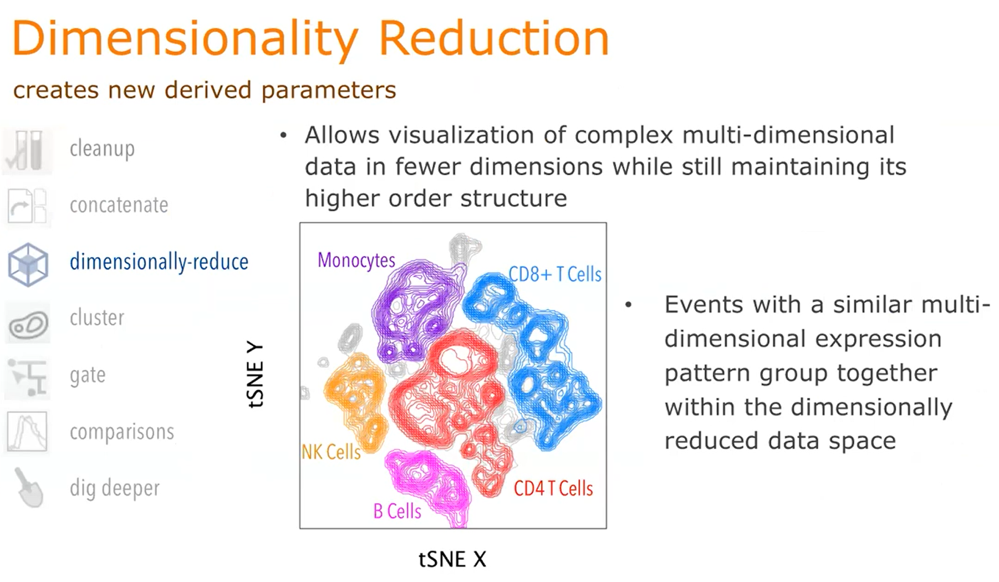 Dimensionality Reduction
creates new derived parameters
cleanup
concatenate
dimensionally-reduce
cluster
gate
comparisons
dig deeper
• Allows visualization of complex multi-dimensional
data in fewer dimensions while still maintaining its
higher order structure
Monocytes
CD8+ T Cells
NK Cells
CD4 T Cells
B Cells
tSNE Y
tSNE X
• Events with a similar multi-
dimensional expression
pattern group together
within the dimensionally
reduced data space